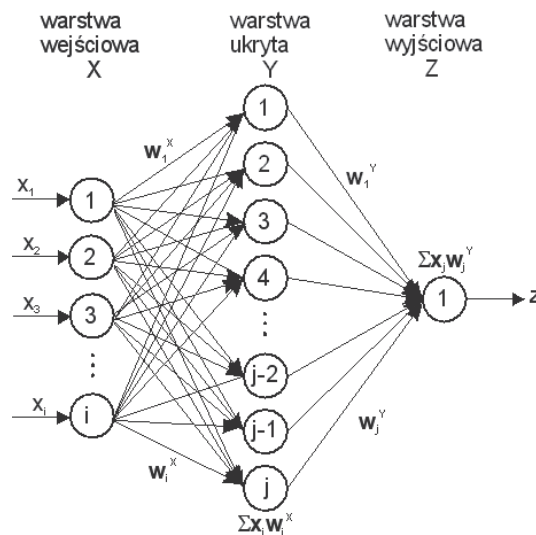 warstwa
wejściowa
X
warstwa
ukryta
Y
warstwa
wyjściowa
Z
w₁ˣ
w₁ʸ
x₁
x₂
x₃
xᵢ
1
2
3
⋮
i
1
2
3
4
⋮
j-2
j-1
j
Σxⱼwⱼʸ
1
z
wᵢˣ
wⱼʸ
Σxᵢwᵢˣ